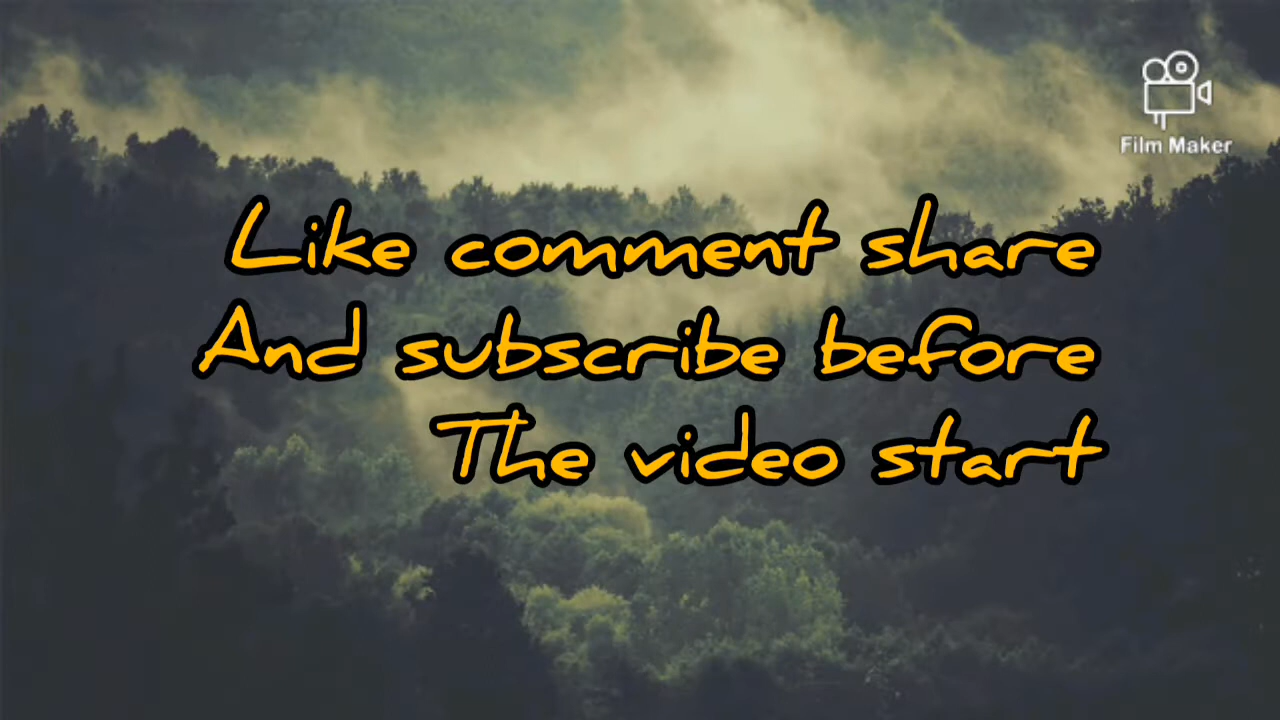 Film Maker
Like comment share
And subscribe before
The video start